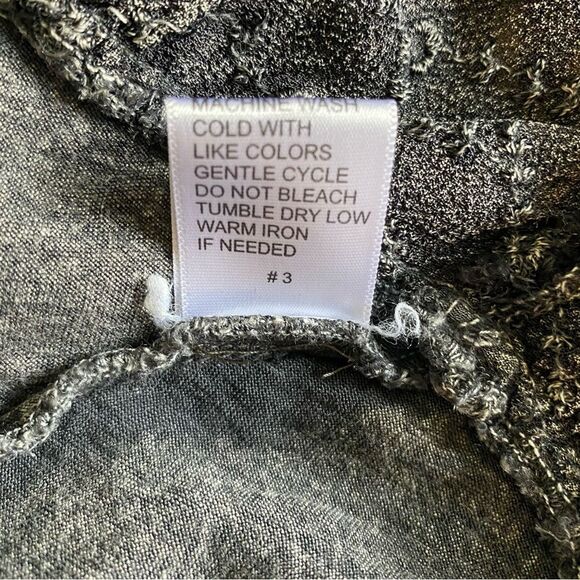 MACHINE WASH
COLD WITH
LIKE COLORS
GENTLE CYCLE
DO NOT BLEACH
TUMBLE DRY LOW
WARM IRON
IF NEEDED
# 3